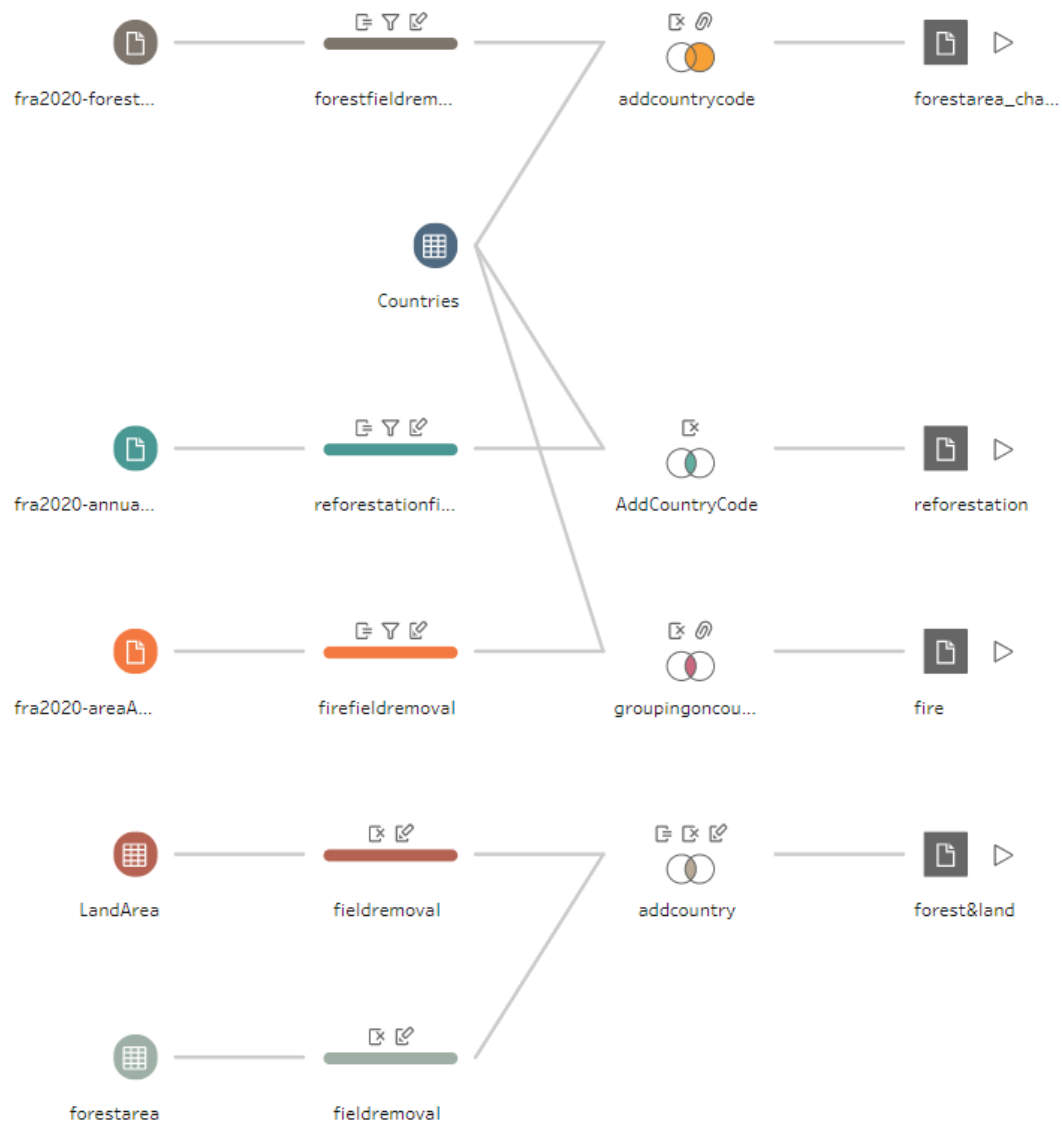 fra2020-forest...
forestfieldrem...
addcountrycode
forestarea_cha...
Countries
fra2020-annua...
reforestationfi...
AddCountryCode
reforestation
fra2020-areaA...
firefieldremoval
groupingoncou...
fire
LandArea
fieldremoval
addcountry
forest&land
forestarea
fieldremoval